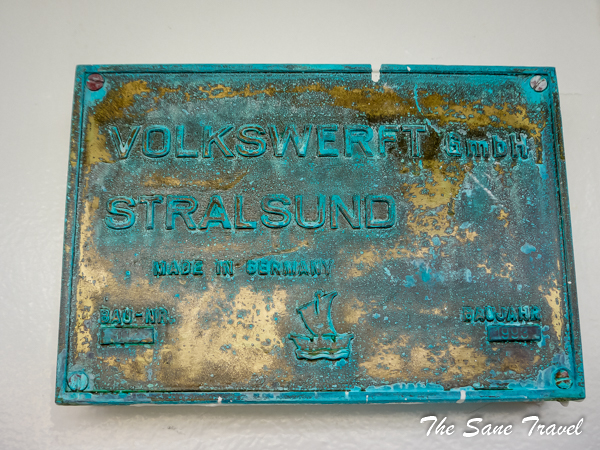 VOLKSWERFT GmbH
STRALSUND
MADE IN GERMANY
BAU-NR.
BAUJAHR
The Sane Travel